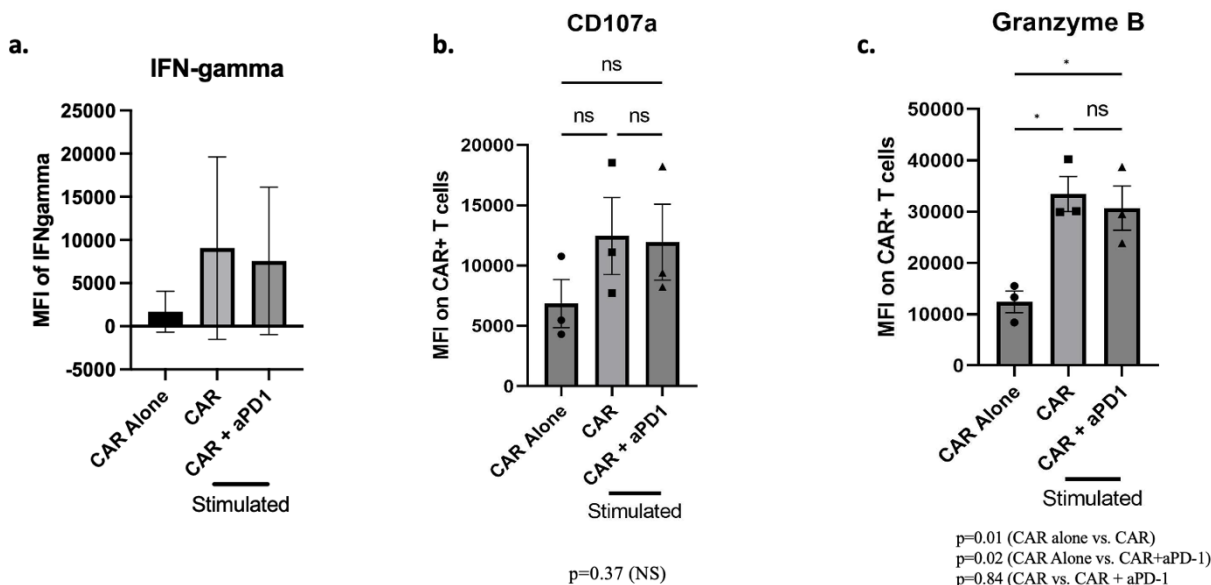 a.
IFN-gamma
MFI of IFNgamma
25000
20000
15000
10000
5000
0
-5000
CAR Alone
CAR
CAR + aPD1
Stimulated
b.
CD107a
ns
ns
ns
MFI on CAR+ T cells
20000
15000
10000
5000
0
CAR Alone
CAR
CAR + aPD1
Stimulated
p=0.37 (NS)
c.
Granzyme B
*
*
ns
MFI on CAR+ T cells
50000
40000
30000
20000
10000
0
CAR Alone
CAR
CAR + aPD1
Stimulated
p=0.01 (CAR alone vs. CAR)
p=0.02 (CAR Alone vs. CAR+aPD-1)
p=0.84 (CAR vs. CAR + aPD-1